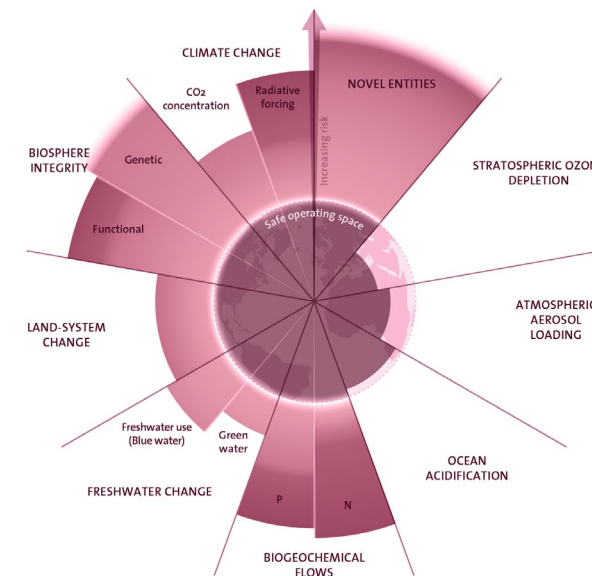 CLIMATE CHANGE
CO2
concentration
Radiative
forcing
Increasing risk
NOVEL ENTITIES
STRATOSPHERIC OZON
DEPLETION
ATMOSPHERIC
AEROSOL
LOADING
OCEAN
ACIDIFICATION
BIOGEOCHEMICAL
FLOWS
P
N
FRESHWATER CHANGE
Freshwater use
(Blue water)
Green
water
LAND-SYSTEM
CHANGE
BIOSPHERE
INTEGRITY
Genetic
Functional
Safe operating space